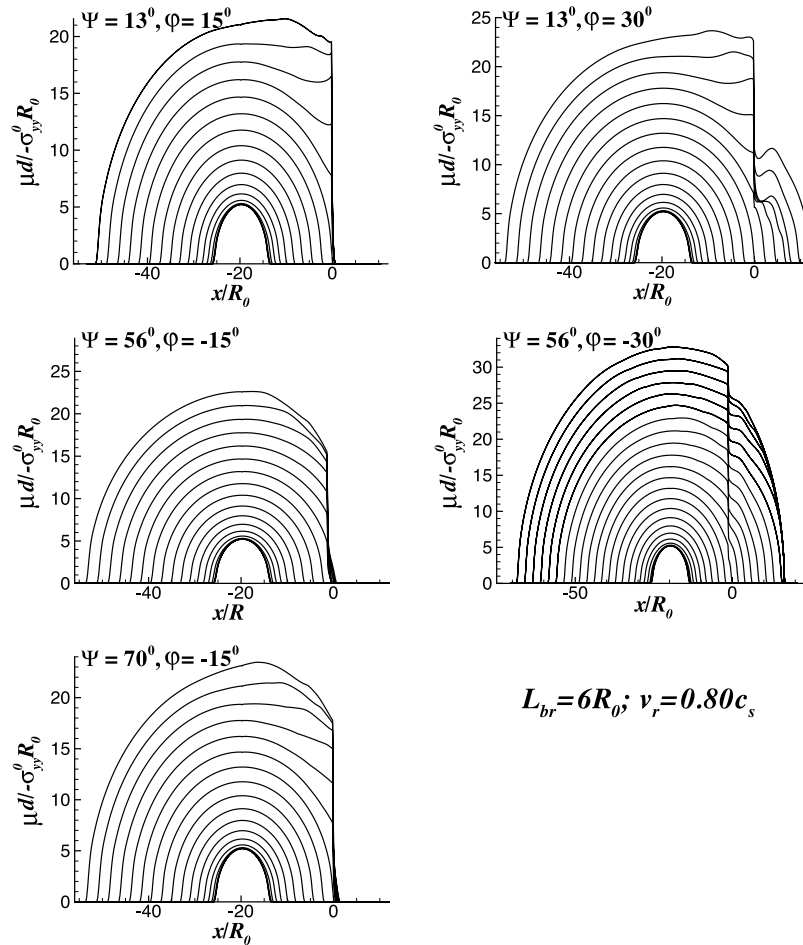 Ψ = 13⁰, φ = 15⁰
μd/-σ⁰yyR₀
20
15
10
5
0
-40
-20
0
x/R₀
Ψ = 13⁰, φ = 30⁰
μd/-σ⁰yyR₀
25
20
15
10
5
0
-40
-20
0
x/R₀
Ψ = 56⁰, φ = -15⁰
μd/-σ⁰yyR₀
25
20
15
10
5
0
-40
-20
0
x/R
Ψ = 56⁰, φ = -30⁰
μd/-σ⁰yyR₀
30
25
20
15
10
5
0
-50
0
x/R₀
Ψ = 70⁰, φ = -15⁰
μd/-σ⁰yyR₀
20
15
10
5
0
-40
-20
0
x/R₀
Lbr=6R₀; vr=0.80cs